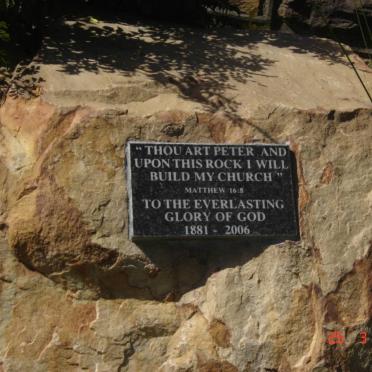 " THOU ART PETER AND
UPON THIS ROCK I WILL
BUILD MY CHURCH "
MATTHEW 16:8
TO THE EVERLASTING
GLORY OF GOD
1881 - 2006